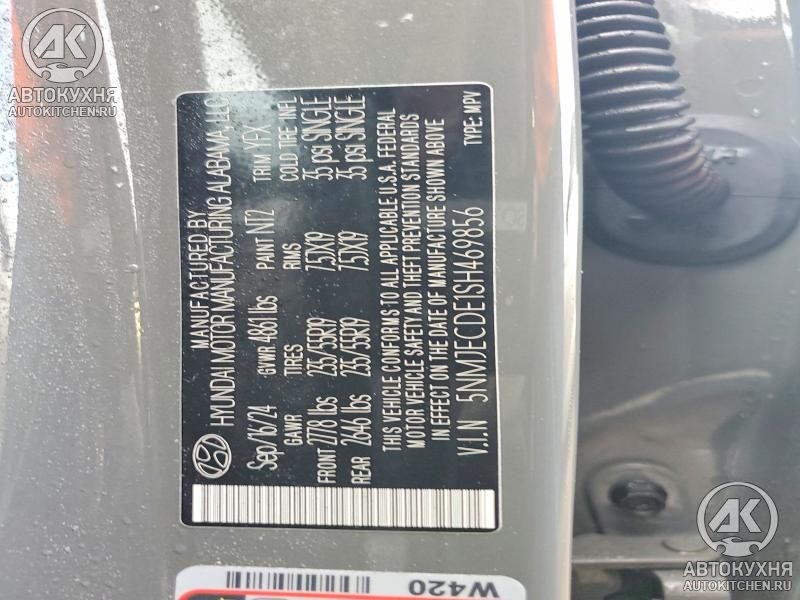 АВТОКУХНЯ
AUTOKITCHEN.RU
MANUFACTURED BY
HYUNDAI MOTOR MANUFACTURING ALABAMA, LLC
Sep/16/24 GVWR 4861 lbs PAINT NT2 TRIM YFX
GAWR TIRES RIMS COLD TIRE INFL
FRONT 2778 lbs 235/55R19 7.5JX19 35 psi SINGLE
REAR 2646 lbs 235/55R19 7.5JX19 35 psi SINGLE
THIS VEHICLE CONFORMS TO ALL APPLICABLE U.S.A. FEDERAL
MOTOR VEHICLE SAFETY AND THEFT PREVENTION STANDARDS
IN EFFECT ON THE DATE OF MANUFACTURE SHOWN ABOVE
V.I.N 5NMJECDE1SH469856 TYPE: MPV
W420
АВТОКУХНЯ
AUTOKITCHEN.RU